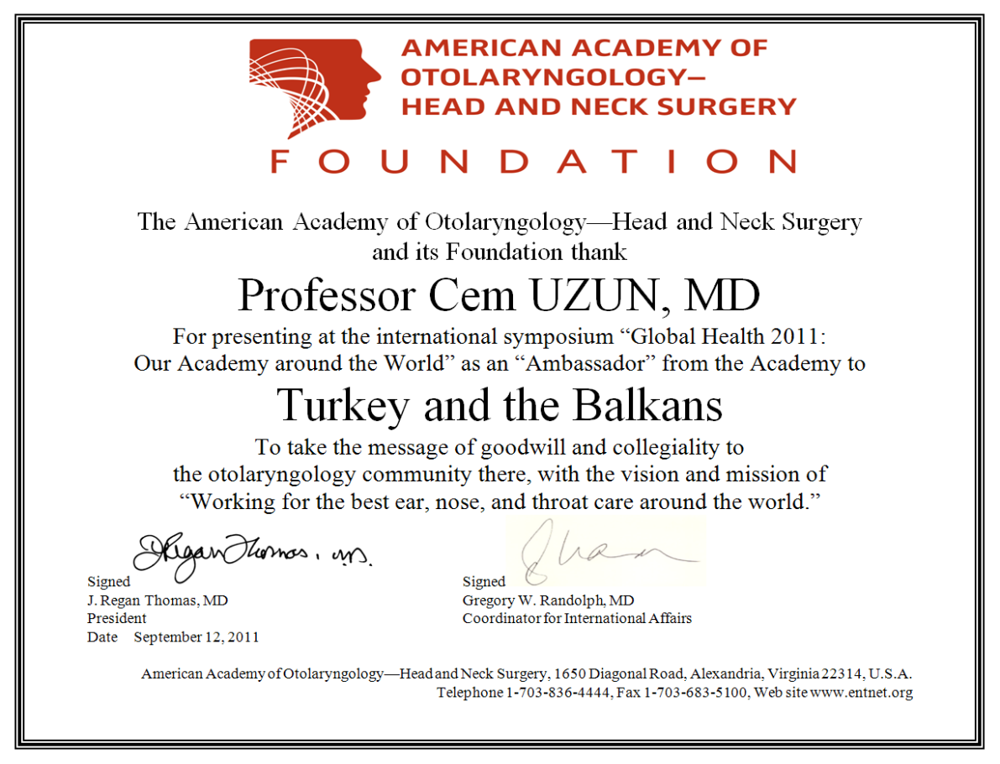 AMERICAN ACADEMY OF
OTOLARYNGOLOGY—
HEAD AND NECK SURGERY
FOUNDATION
The American Academy of Otolaryngology—Head and Neck Surgery
and its Foundation thank
Professor Cem UZUN, MD
For presenting at the international symposium “Global Health 2011:
Our Academy around the World” as an “Ambassador” from the Academy to
Turkey and the Balkans
To take the message of goodwill and collegiality to
the otolaryngology community there, with the vision and mission of
“Working for the best ear, nose, and throat care around the world.”
J Regan Thomas, MD.
Signed
J. Regan Thomas, MD
President
Date September 12, 2011
Signed
Gregory W. Randolph, MD
Coordinator for International Affairs
American Academy of Otolaryngology—Head and Neck Surgery, 1650 Diagonal Road, Alexandria, Virginia 22314, U.S.A.
Telephone 1-703-836-4444, Fax 1-703-683-5100, Web site www.entnet.org